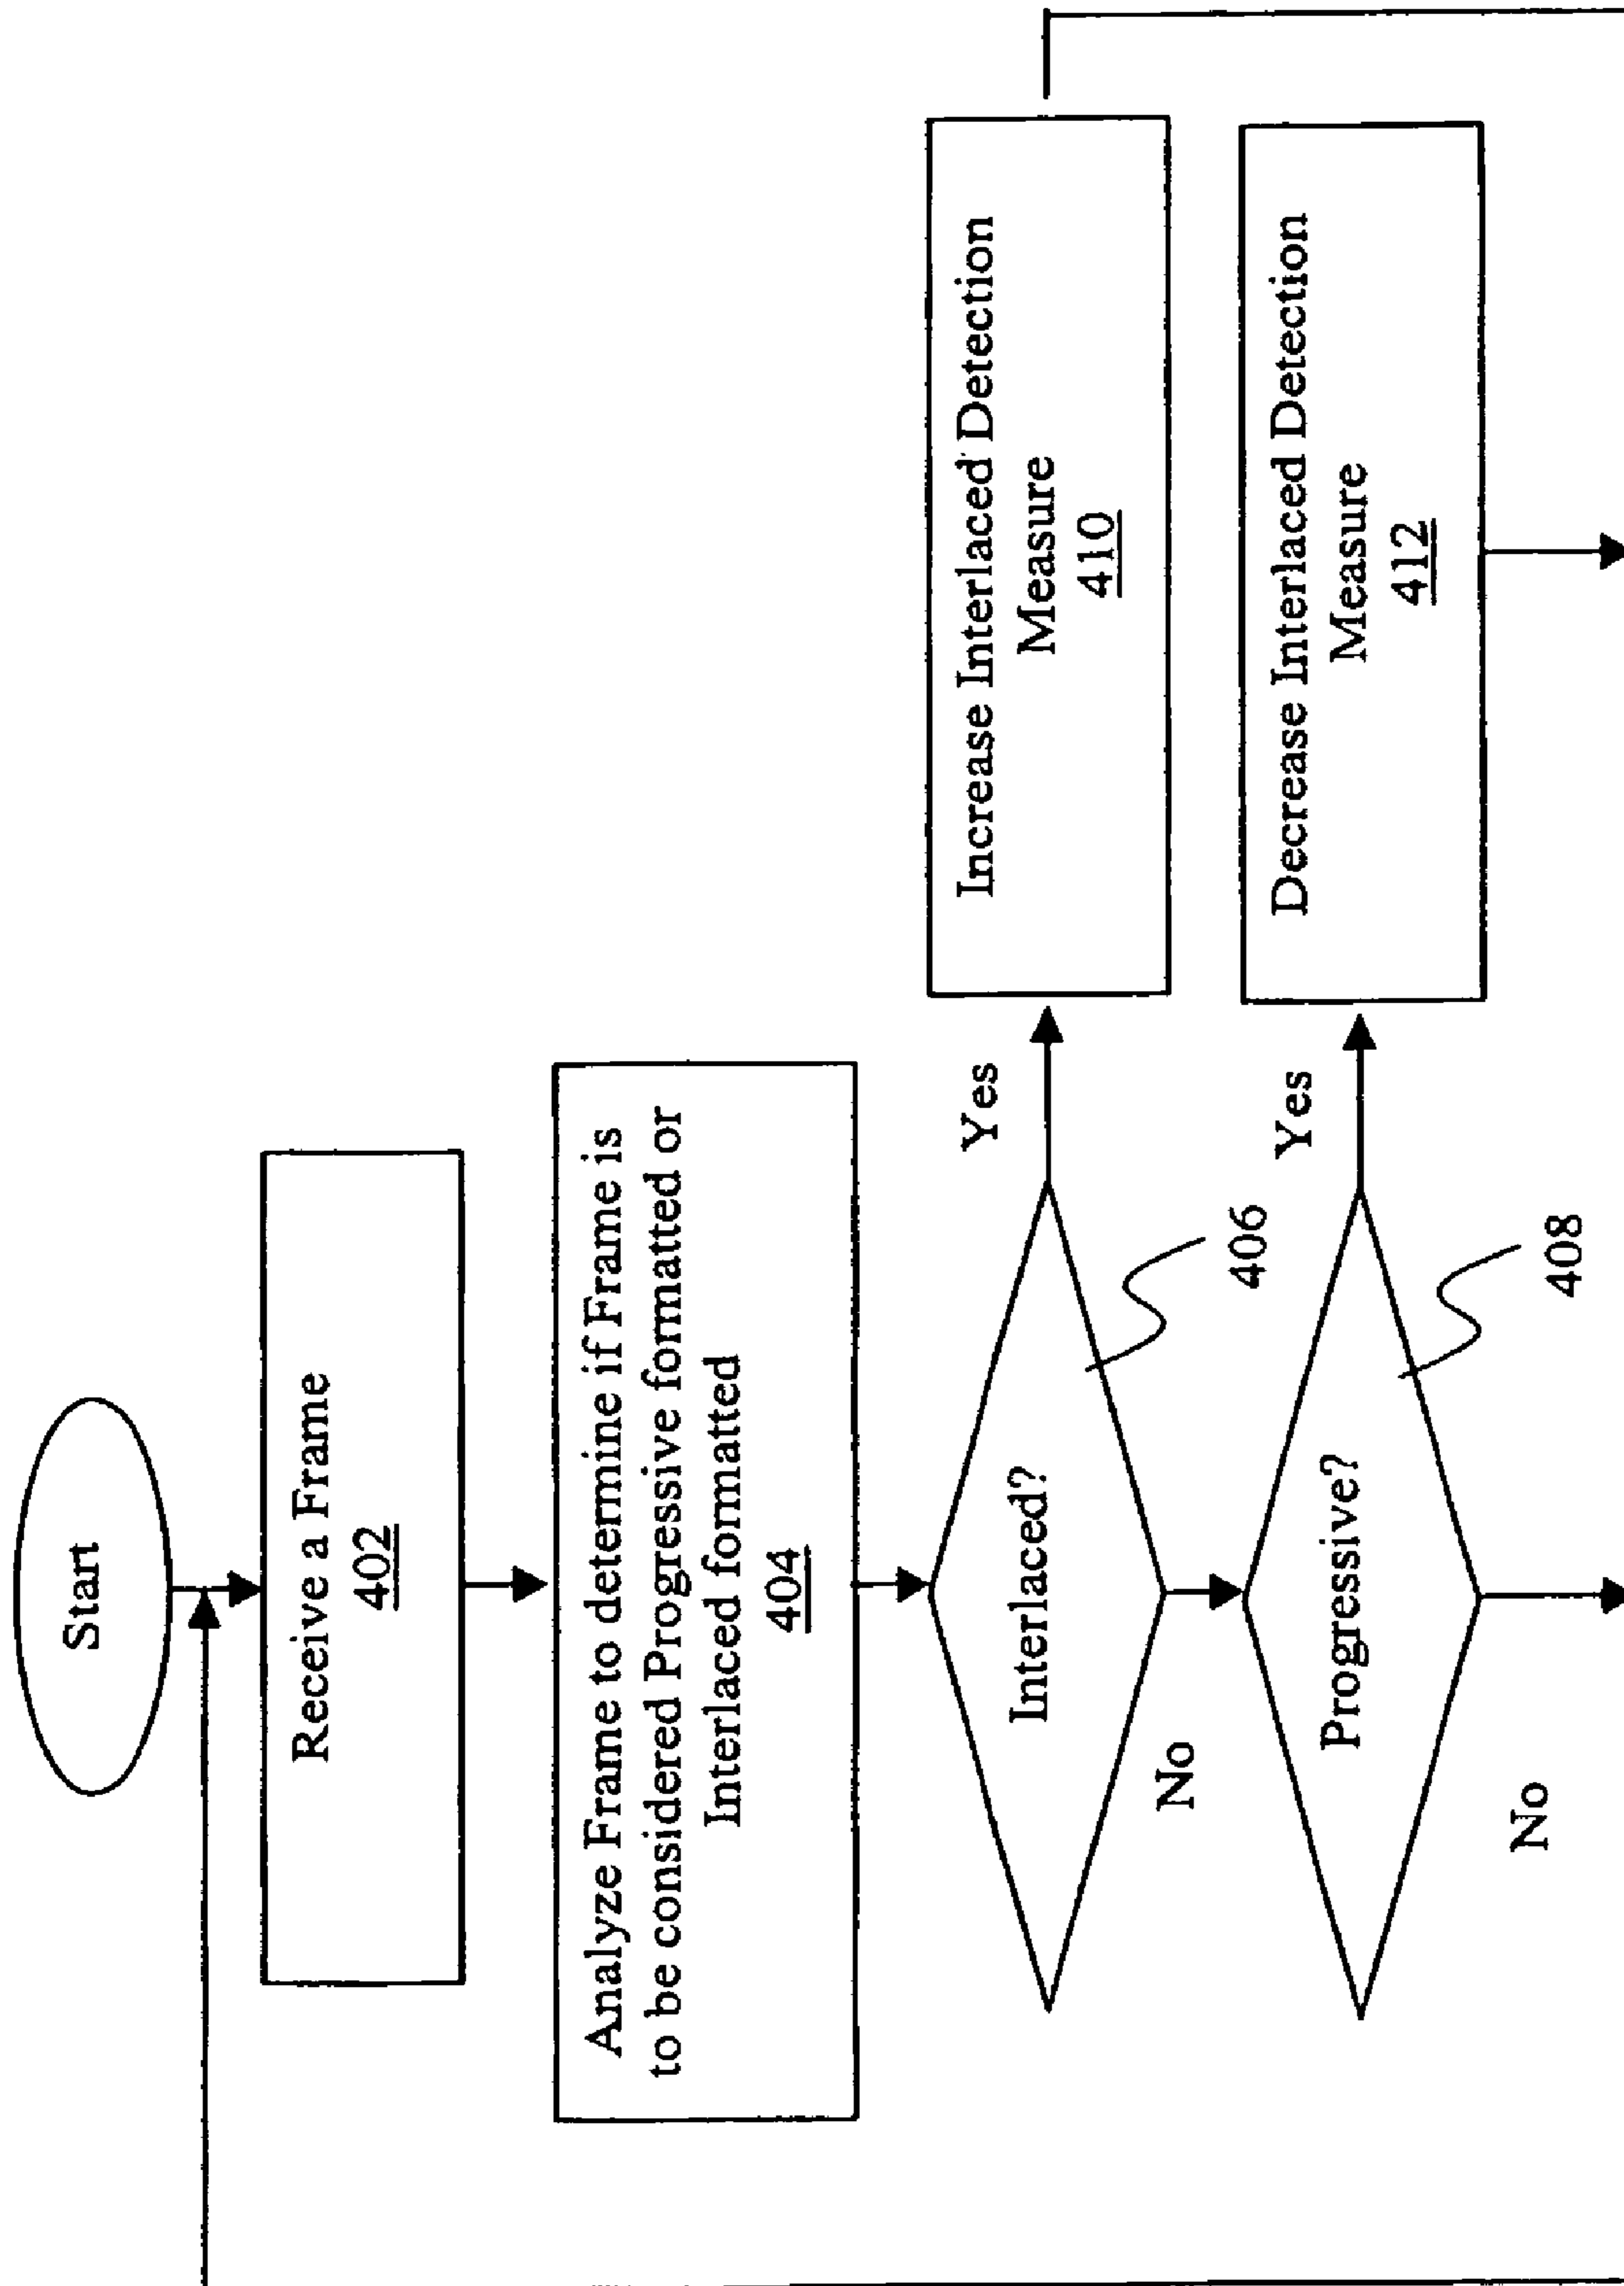 Start
Receive a Frame
402
Analyze Frame to determine if Frame is
to be considered Progressive formatted or
Interlaced formatted
404
Interlaced?
Yes
406
No
Increase Interlaced Detection
Measure
410
Progressive?
Yes
408
No
Decrease Interlaced Detection
Measure
412